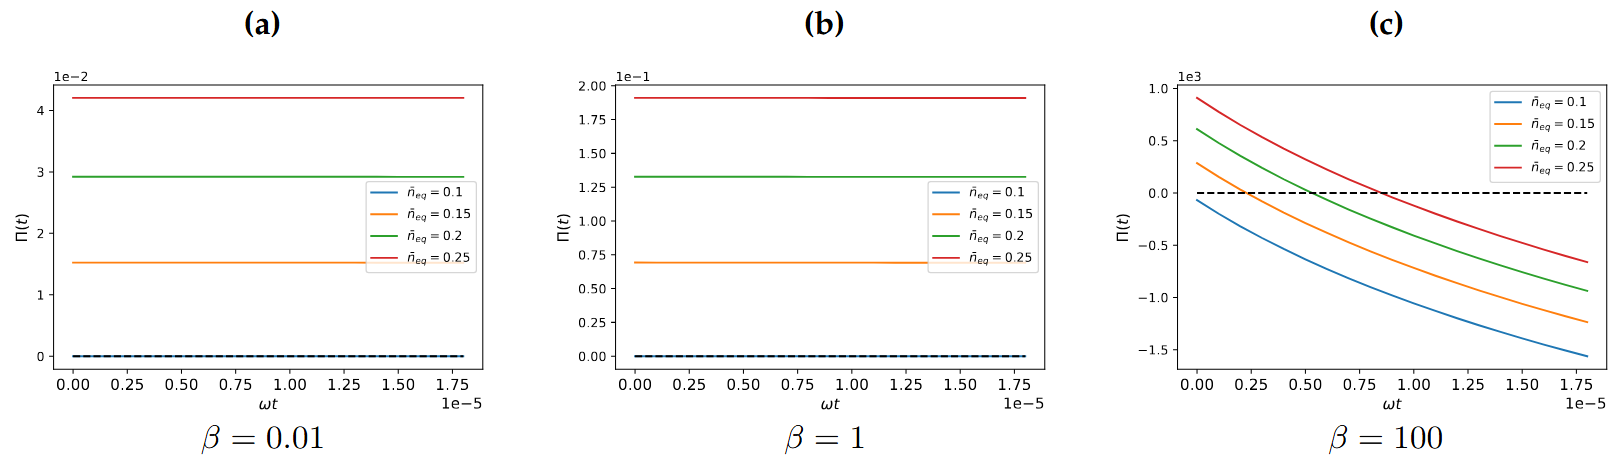 (a)
1e−2
4
3
2
1
0
Π(t)
n̄eq = 0.1
n̄eq = 0.15
n̄eq = 0.2
n̄eq = 0.25
0.00 0.25 0.50 0.75 1.00 1.25 1.50 1.75
ωt
1e−5
β = 0.01
(b)
1e−1
2.00
1.75
1.50
1.25
1.00
0.75
0.50
0.25
0.00
Π(t)
n̄eq = 0.1
n̄eq = 0.15
n̄eq = 0.2
n̄eq = 0.25
0.00 0.25 0.50 0.75 1.00 1.25 1.50 1.75
ωt
1e−5
β = 1
(c)
1e3
1.0
0.5
0.0
−0.5
−1.0
−1.5
Π(t)
n̄eq = 0.1
n̄eq = 0.15
n̄eq = 0.2
n̄eq = 0.25
0.00 0.25 0.50 0.75 1.00 1.25 1.50 1.75
ωt
1e−5
β = 100